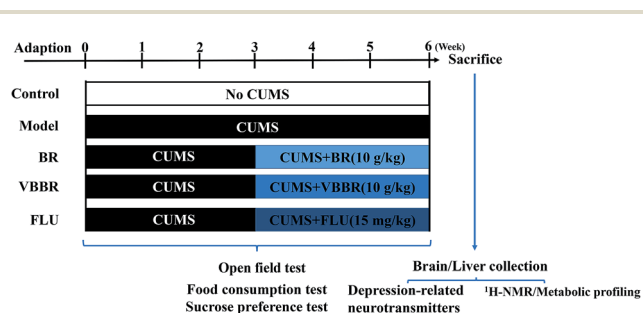 Adaption 0 1 2 3 4 5 6 (Week)
Sacrifice
Control No CUMS
Model CUMS
BR CUMS CUMS+BR(10 g/kg)
VBBR CUMS CUMS+VBBR(10 g/kg)
FLU CUMS CUMS+FLU(15 mg/kg)
Open field test
Food consumption test
Sucrose preference test
Brain/Liver collection
Depression-related
neurotransmitters
¹H-NMR/Metabolic profiling